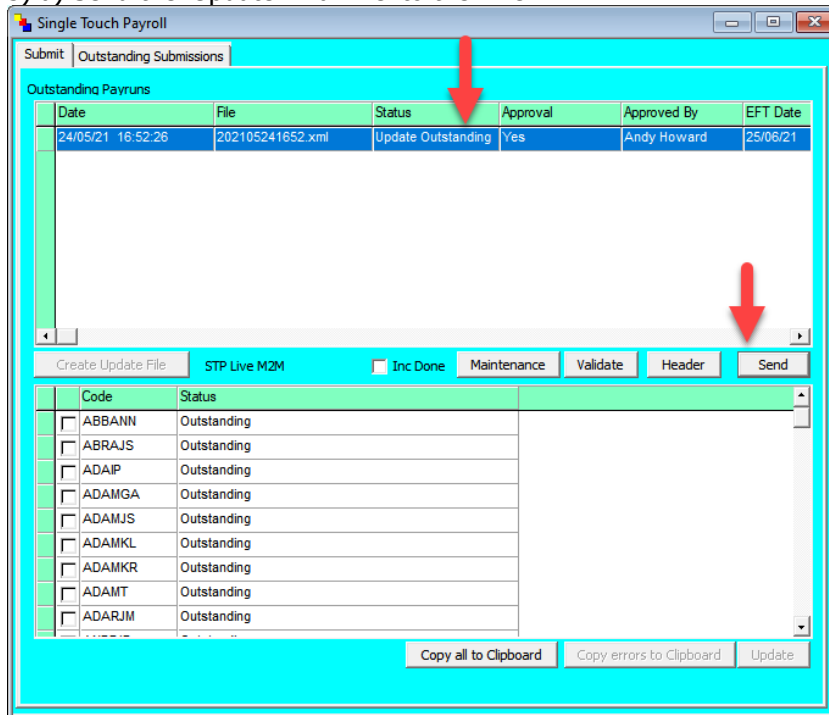 Single Touch Payroll
Submit Outstanding Submissions
Outstanding Payruns
Date File Status Approval Approved By EFT Date
24/05/21 16:52:26 202105241652.xml Update Outstanding Yes Andy Howard 25/06/21
Create Update File STP Live M2M Inc Done Maintenance Validate Header Send
Code Status
ABBANN Outstanding
ABRAJS Outstanding
ADAIP Outstanding
ADAMGA Outstanding
ADAMJS Outstanding
ADAMKL Outstanding
ADAMKR Outstanding
ADAMT Outstanding
ADARJM Outstanding
Copy all to Clipboard Copy errors to Clipboard Update